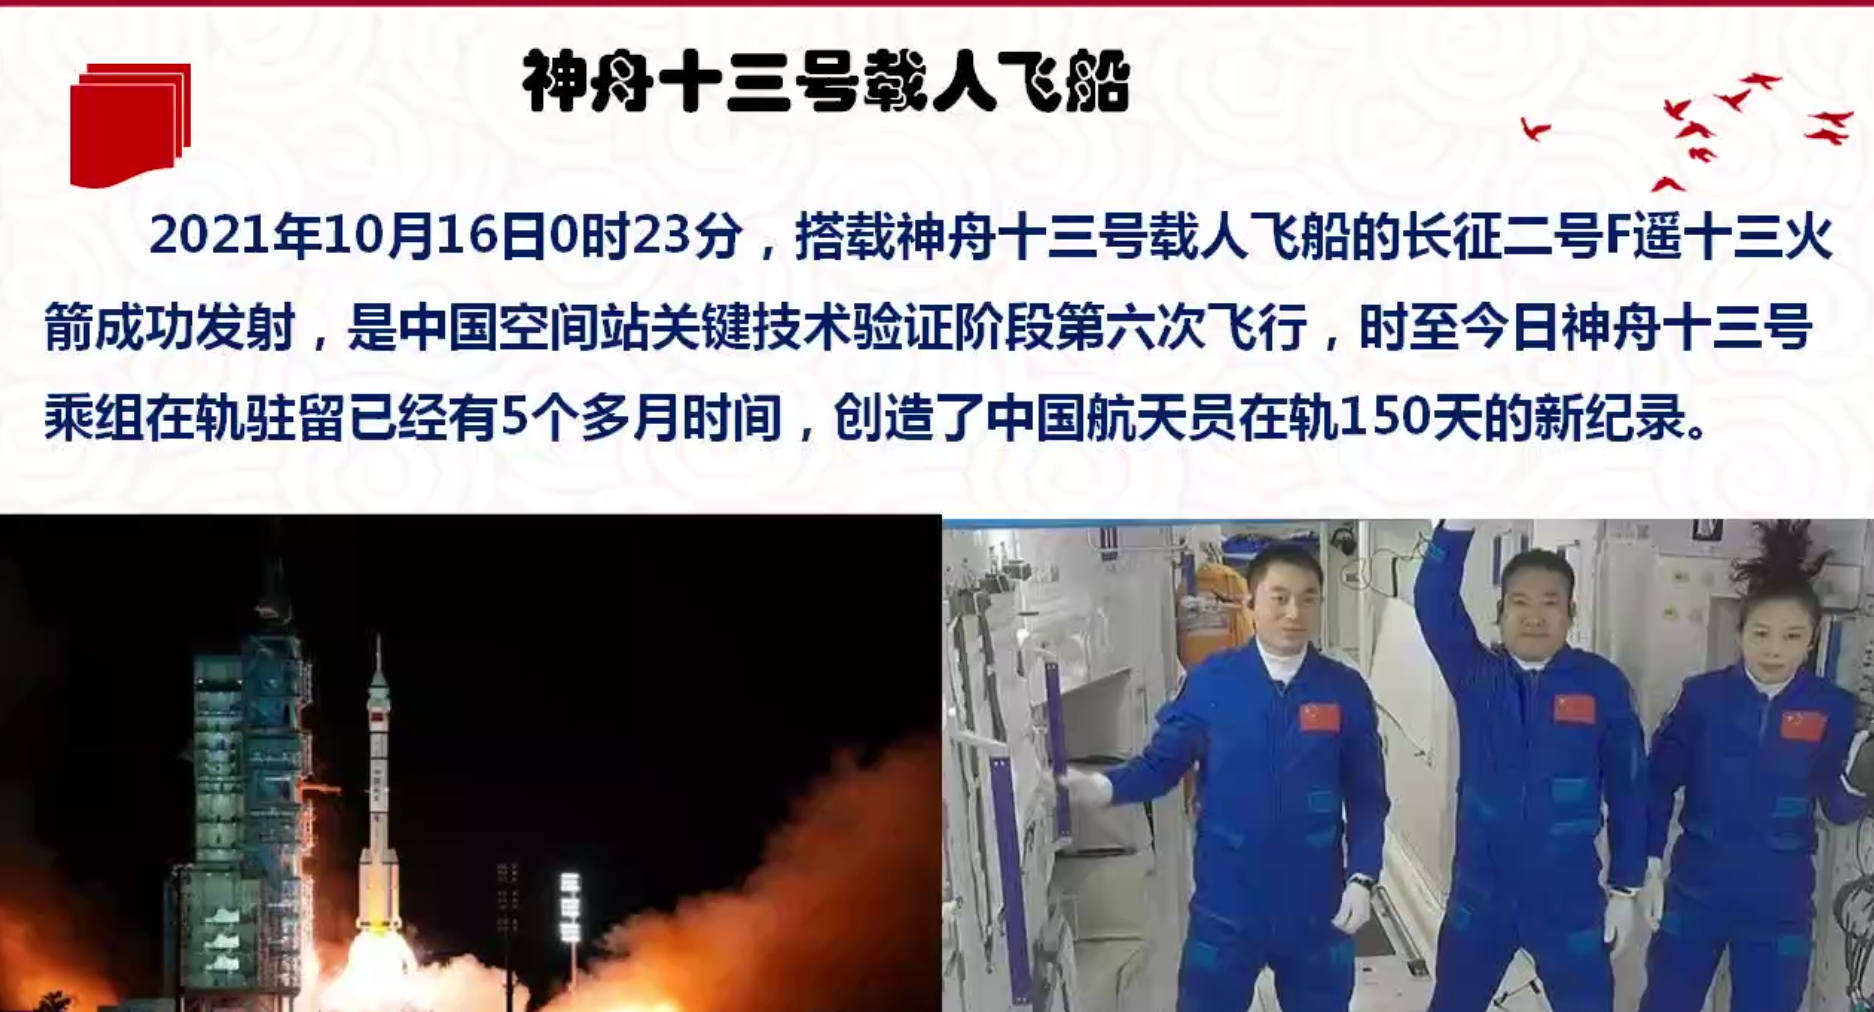 神舟十三号载人飞船
2021年10月16日0时23分，搭载神舟十三号载人飞船的长征二号F遥十三火
箭成功发射，是中国空间站关键技术验证阶段第六次飞行，时至今日神舟十三号
乘组在轨驻留已经有5个多月时间，创造了中国航天员在轨150天的新纪录。